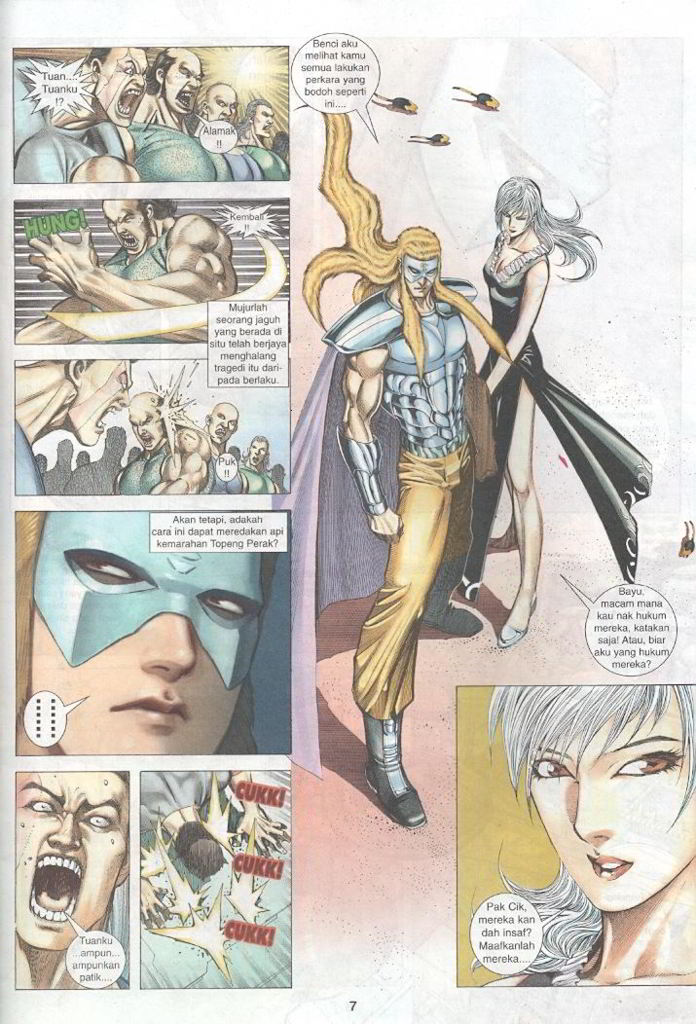 Tuan....
Tuanku
!?
Alamak
!!
HUNG!
Kembali
!!
Mujurlah
seorang jaguh
yang berada di
situ telah berjaya
menghalang
tragedi itu dari-
pada berlaku.
Puk
!!
Akan tetapi, adakah
cara ini dapat meredakan api
kemarahan Topeng Perak?
Tuanku
...ampun...
ampunkan
patik....
CUKK!
CUKK!
CUKK!
Benci aku
melihat kamu
semua lakukan
perkara yang
bodoh seperti
ini....
Bayu,
macam mana
kau nak hukum
mereka, katakan
saja! Atau, biar
aku yang hukum
mereka?
Pak Cik,
mereka kan
dah insaf?
Maafkanlah
mereka....
7